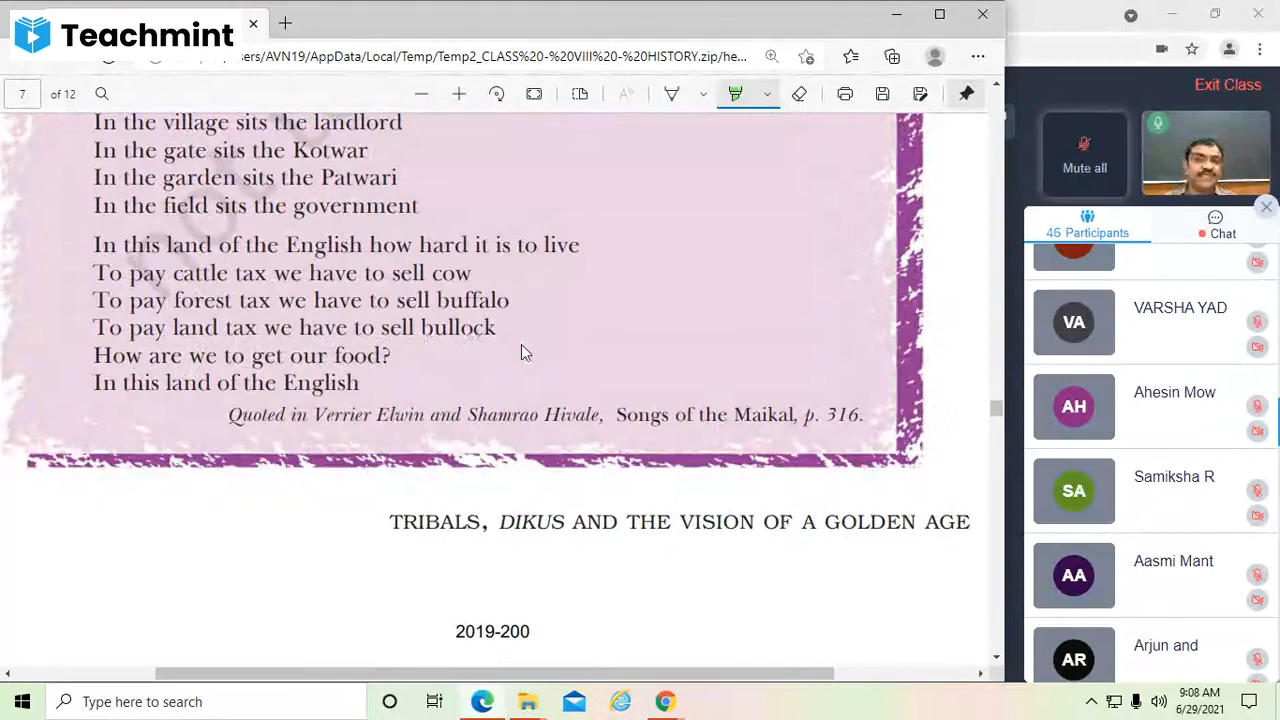 Teachmint
ers/AVN19/AppData/Local/Temp/Temp2_CLASS%20-%20VIII%20-%20HISTORY.zip/he...
Exit Class
7 of 12
In the village sits the landlord
In the gate sits the Kotwar
In the garden sits the Patwari
In the field sits the government
In this land of the English how hard it is to live
To pay cattle tax we have to sell cow
To pay forest tax we have to sell buffalo
To pay land tax we have to sell bullock
How are we to get our food?
In this land of the English
Quoted in Verrier Elwin and Shamrao Hivale, Songs of the Maikal, p. 316.
TRIBALS, DIKUS AND THE VISION OF A GOLDEN AGE
2019-200
Mute all
46 Participants
Chat
VA VARSHA YAD
AH Ahesin Mow
SA Samiksha R
AA Aasmi Mant
AR Arjun and
Type here to search
9:08 AM
6/29/2021